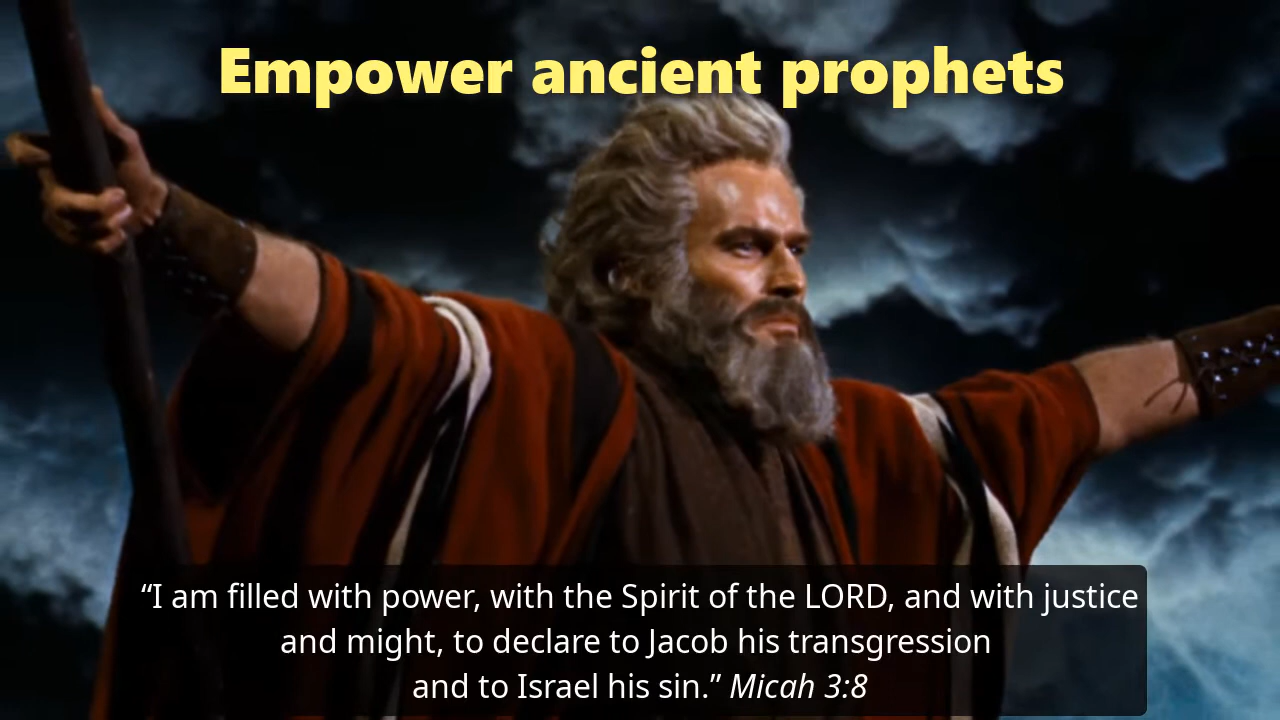 Empower ancient prophets
“I am filled with power, with the Spirit of the LORD, and with justice
and might, to declare to Jacob his transgression
and to Israel his sin.” Micah 3:8